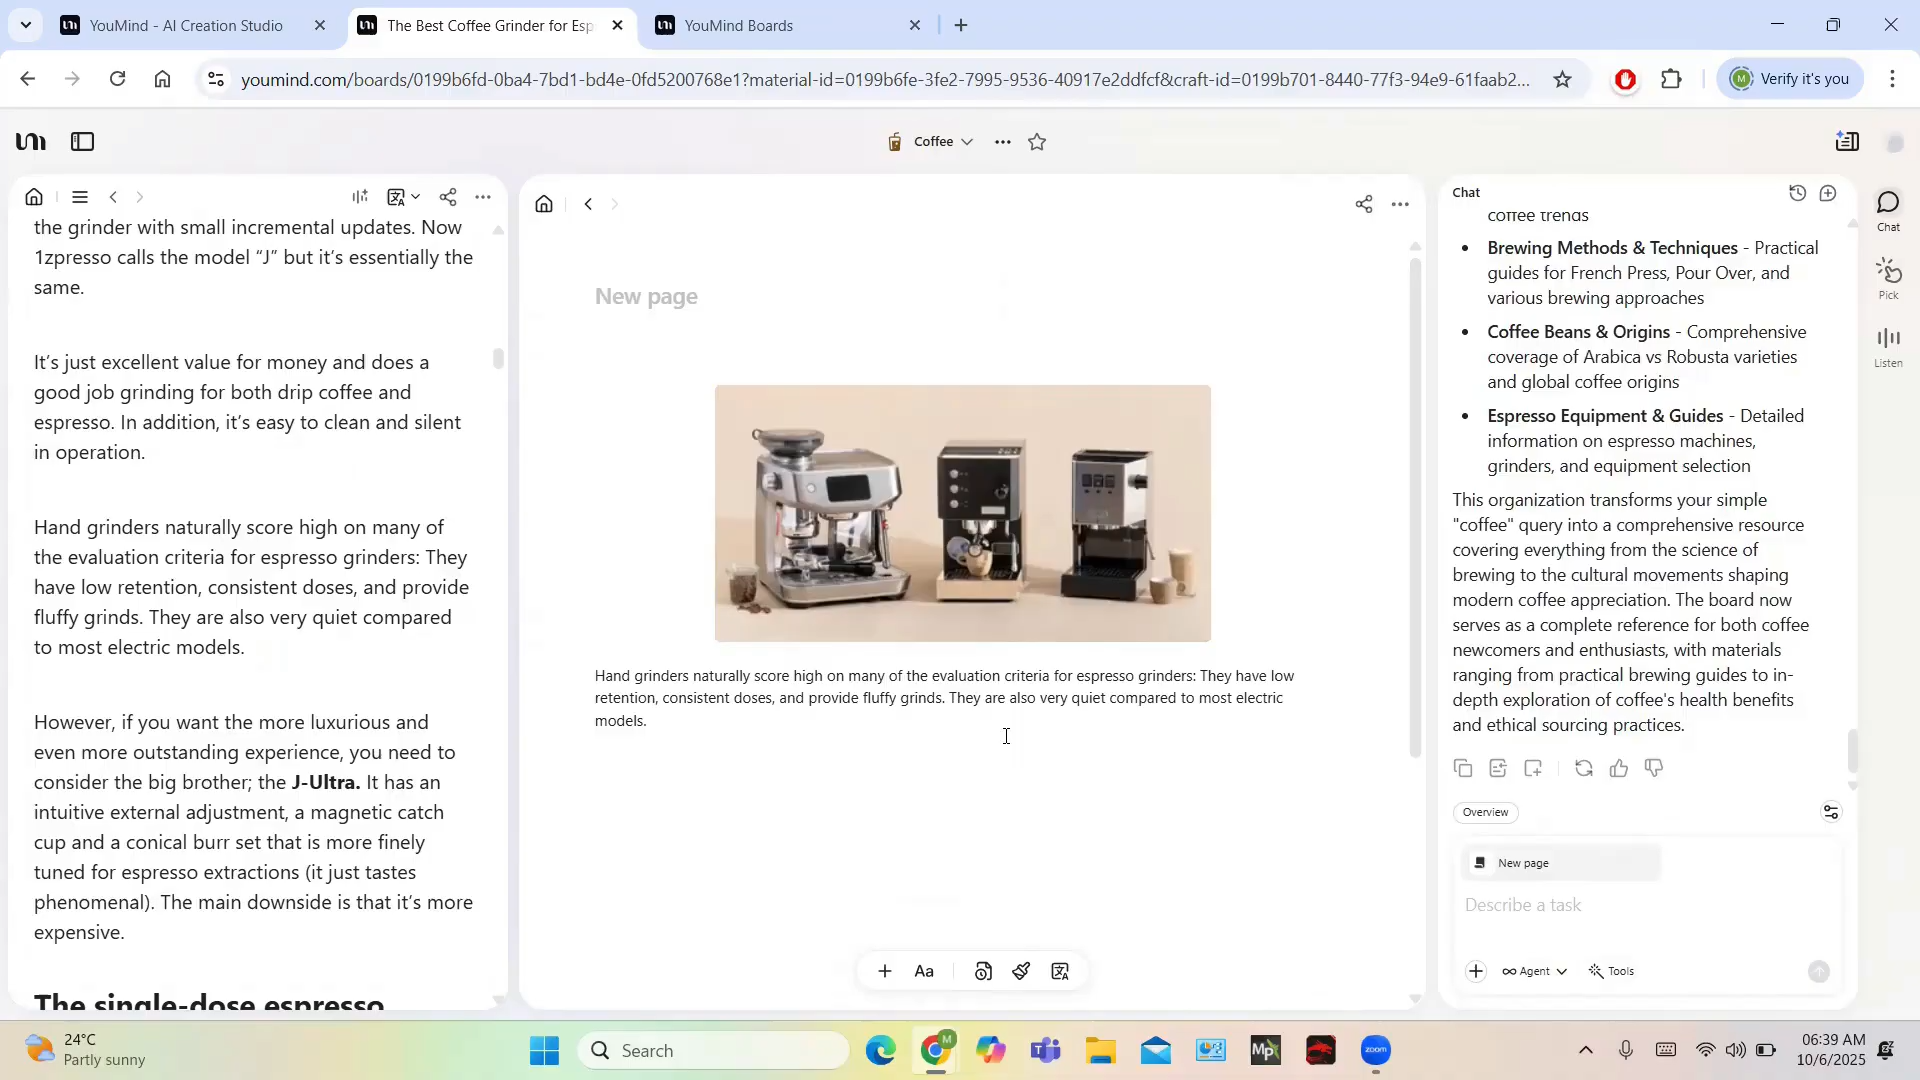 YouMind - AI Creation Studio
The Best Coffee Grinder for Esp
YouMind Boards
youmind.com/boards/0199b6fd-0ba4-7bd1-bd4e-0fd5200768e1?material-id=0199b6fe-3fe2-7995-9536-40917e2ddfcf&craft-id=0199b701-8440-77f3-94e9-61faab2...
Verify it's you
Coffee
the grinder with small incremental updates. Now
1zpresso calls the model “J” but it’s essentially the
same.
It’s just excellent value for money and does a
good job grinding for both drip coffee and
espresso. In addition, it’s easy to clean and silent
in operation.
Hand grinders naturally score high on many of
the evaluation criteria for espresso grinders: They
have low retention, consistent doses, and provide
fluffy grinds. They are also very quiet compared
to most electric models.
However, if you want the more luxurious and
even more outstanding experience, you need to
consider the big brother; the J-Ultra. It has an
intuitive external adjustment, a magnetic catch
cup and a conical burr set that is more finely
tuned for espresso extractions (it just tastes
phenomenal). The main downside is that it’s more
expensive.
The single-dose espresso
New page
Hand grinders naturally score high on many of the evaluation criteria for espresso grinders: They have low
retention, consistent doses, and provide fluffy grinds. They are also very quiet compared to most electric
models.
Aa
Chat
coffee trends
• Brewing Methods & Techniques - Practical
guides for French Press, Pour Over, and
various brewing approaches
• Coffee Beans & Origins - Comprehensive
coverage of Arabica vs Robusta varieties
and global coffee origins
• Espresso Equipment & Guides - Detailed
information on espresso machines,
grinders, and equipment selection
This organization transforms your simple
"coffee" query into a comprehensive resource
covering everything from the science of
brewing to the cultural movements shaping
modern coffee appreciation. The board now
serves as a complete reference for both coffee
newcomers and enthusiasts, with materials
ranging from practical brewing guides to in-
depth exploration of coffee's health benefits
and ethical sourcing practices.
Overview
New page
Describe a task
Agent
Tools
Chat
Pick
Listen
24°C
Partly sunny
Search
M
zoom
06:39 AM
10/6/2025